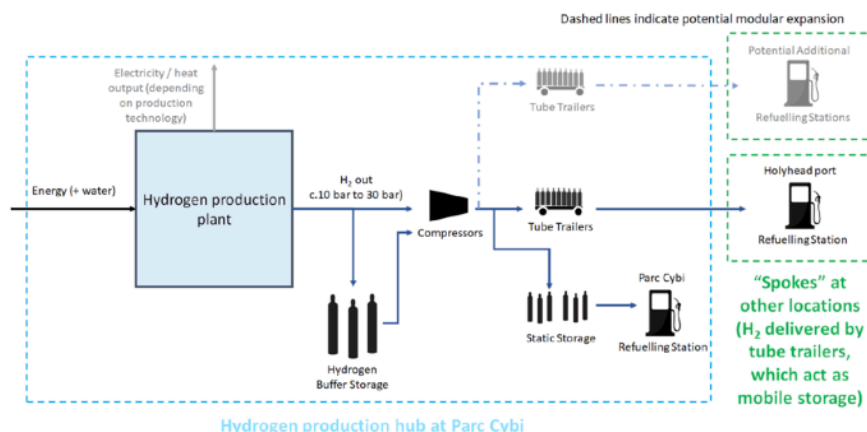 Dashed lines indicate potential modular expansion
Potential Additional
Refuelling Stations
Electricity / heat
output (depending
on production
technology)
Tube Trailers
Energy (+ water)
Hydrogen production
plant
H₂ out
c.10 bar to 30 bar)
Compressors
Tube Trailers
Holyhead port
Refuelling Station
Hydrogen
Buffer Storage
Static Storage
Parc Cybi
Refuelling Station
"Spokes" at
other locations
(H₂ delivered by
tube trailers,
which act as
mobile storage)
Hydrogen production hub at Parc Cybi